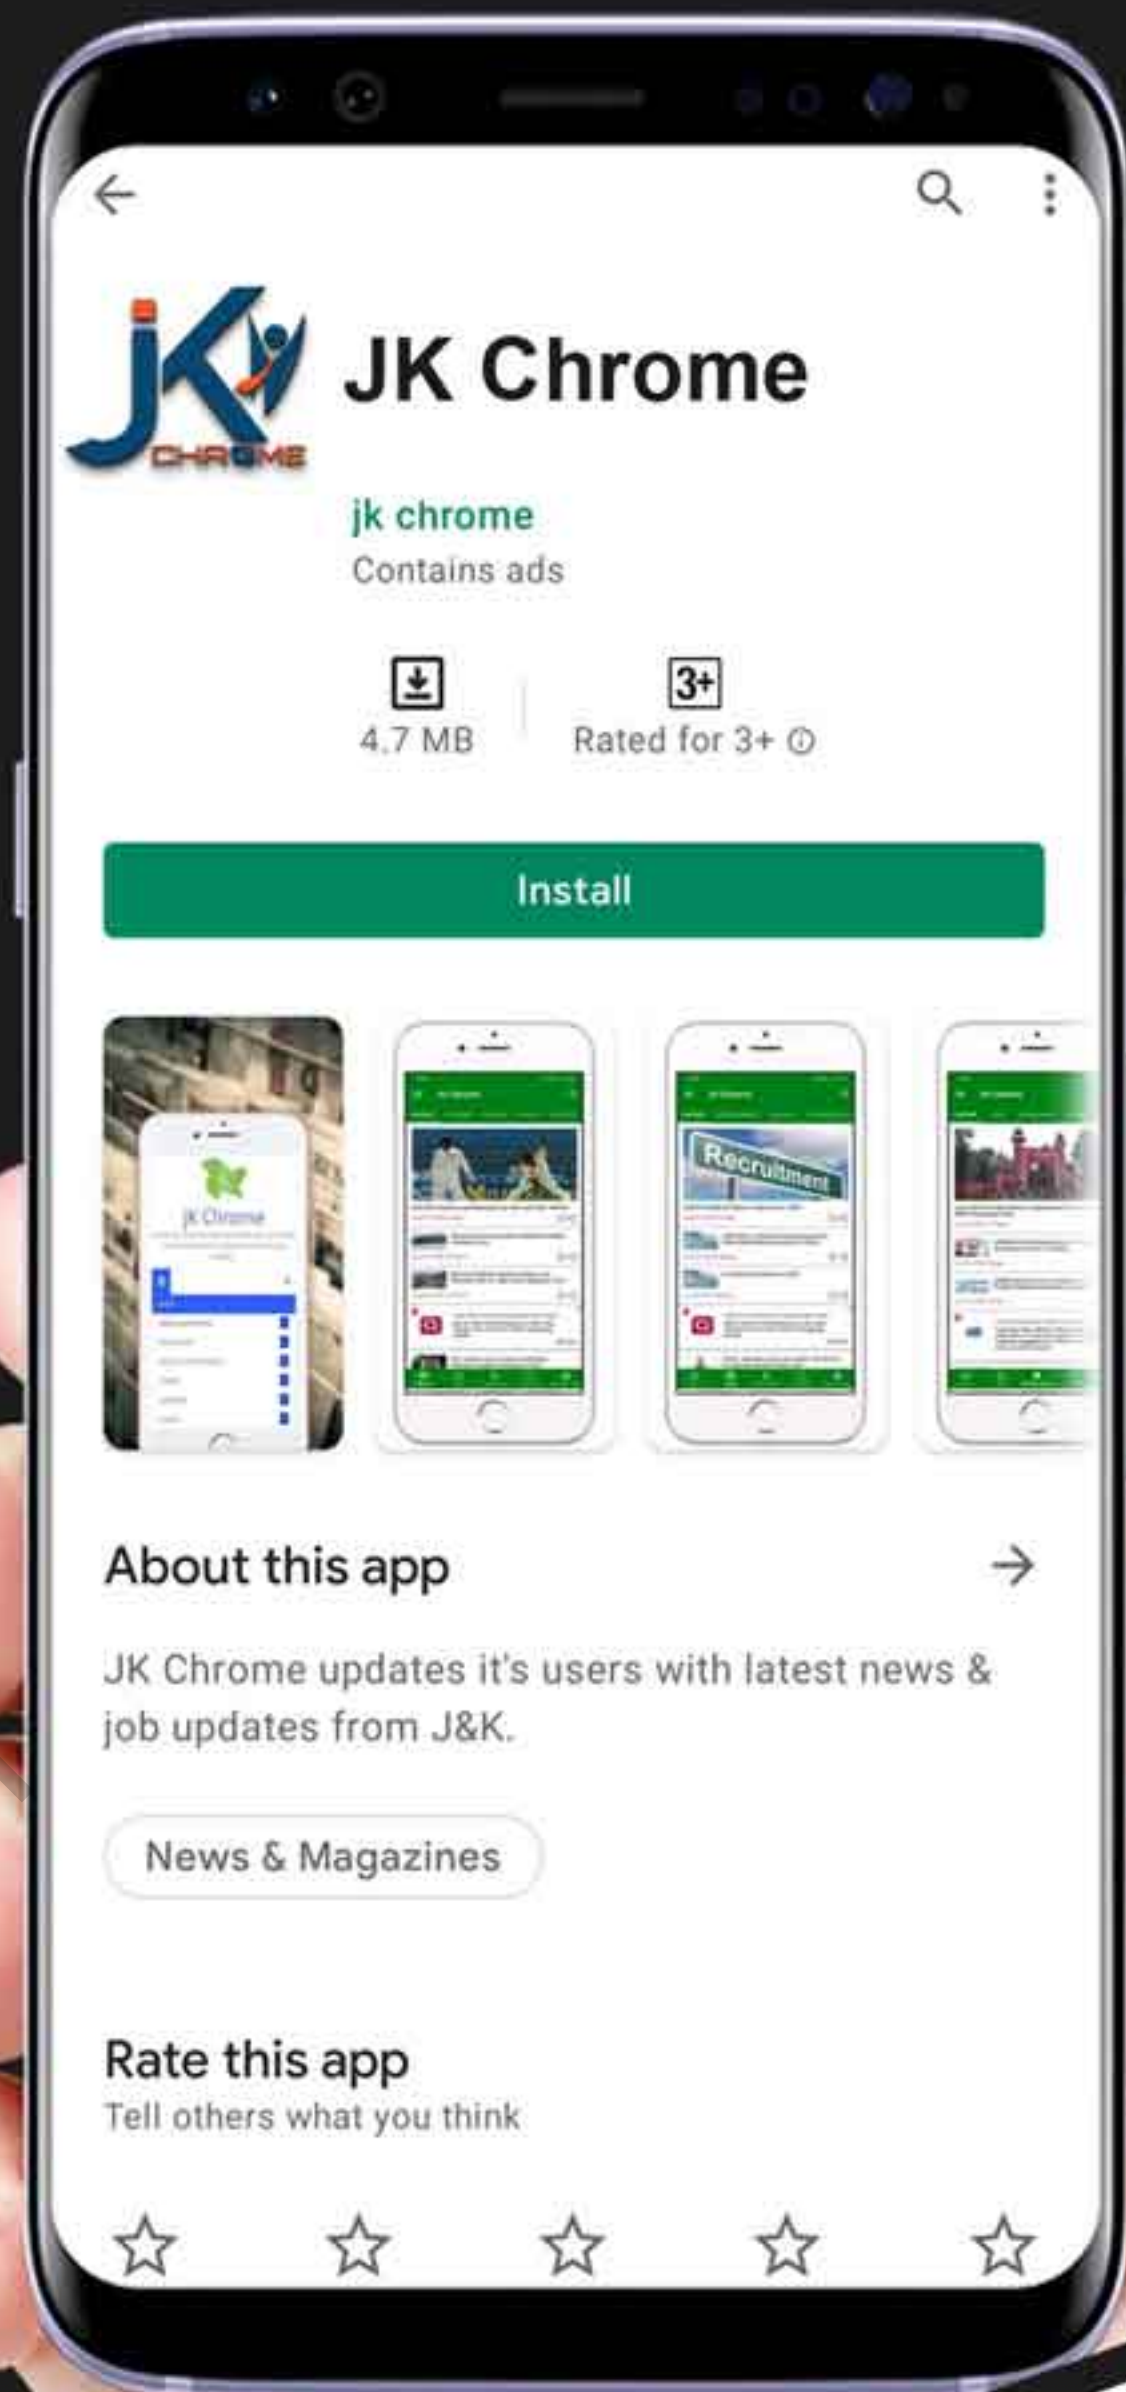 jK
CHROME
JK Chrome
jk chrome
Contains ads
3+
4.7 MB
Rated for 3+
Install
JK Chrome
Recruitment
About this app
JK Chrome updates it's users with latest news &
job updates from J&K.
News & Magazines
Rate this app
Tell others what you think